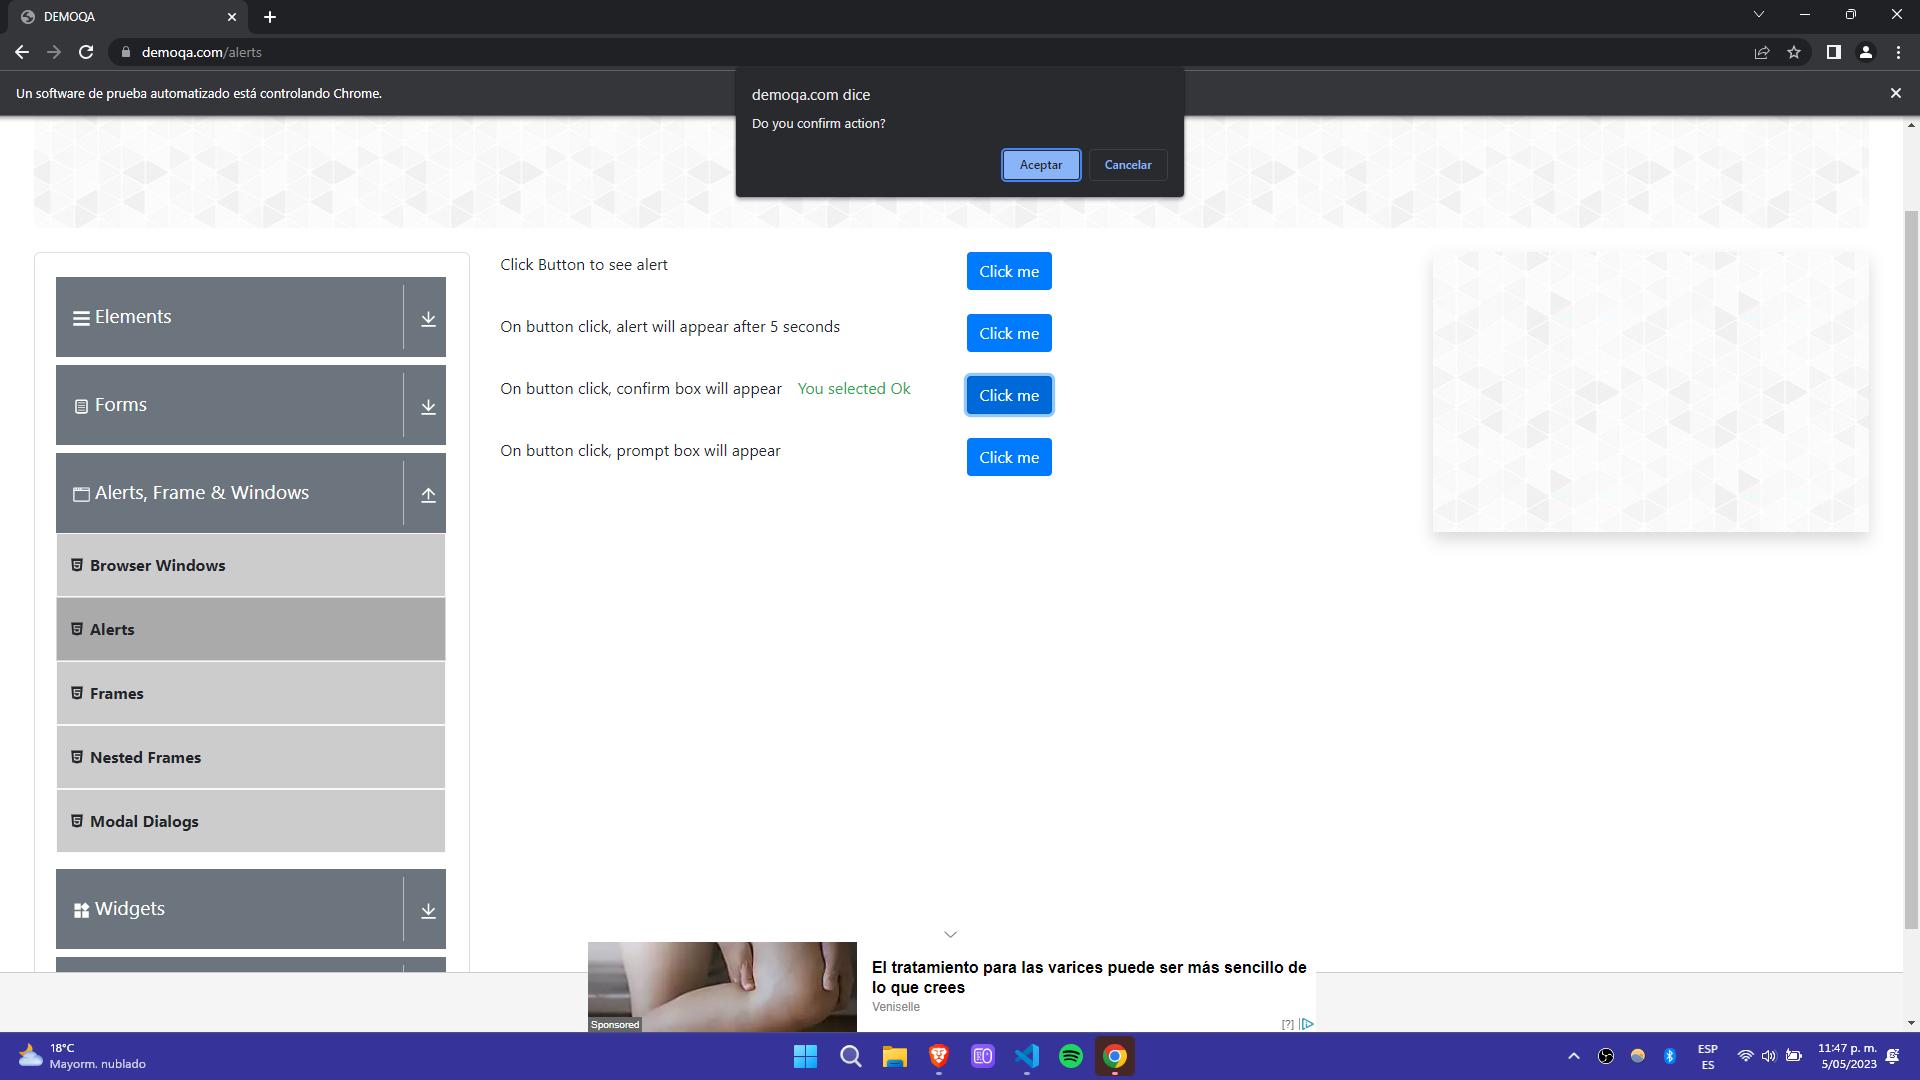 DEMOQA
demoqa.com/alerts
Un software de prueba automatizado está controlando Chrome.
demoqa.com dice
Do you confirm action?
Aceptar
Cancelar
Elements
Forms
Alerts, Frame & Windows
Browser Windows
Alerts
Frames
Nested Frames
Modal Dialogs
Widgets
Click Button to see alert
Click me
On button click, alert will appear after 5 seconds
Click me
On button click, confirm box will appear You selected Ok
Click me
On button click, prompt box will appear
Click me
Sponsored
El tratamiento para las varices puede ser más sencillo de
lo que crees
Veniselle
[?]
18°C
Mayorm. nublado
ESP
ES
11:47 p. m.
5/05/2023